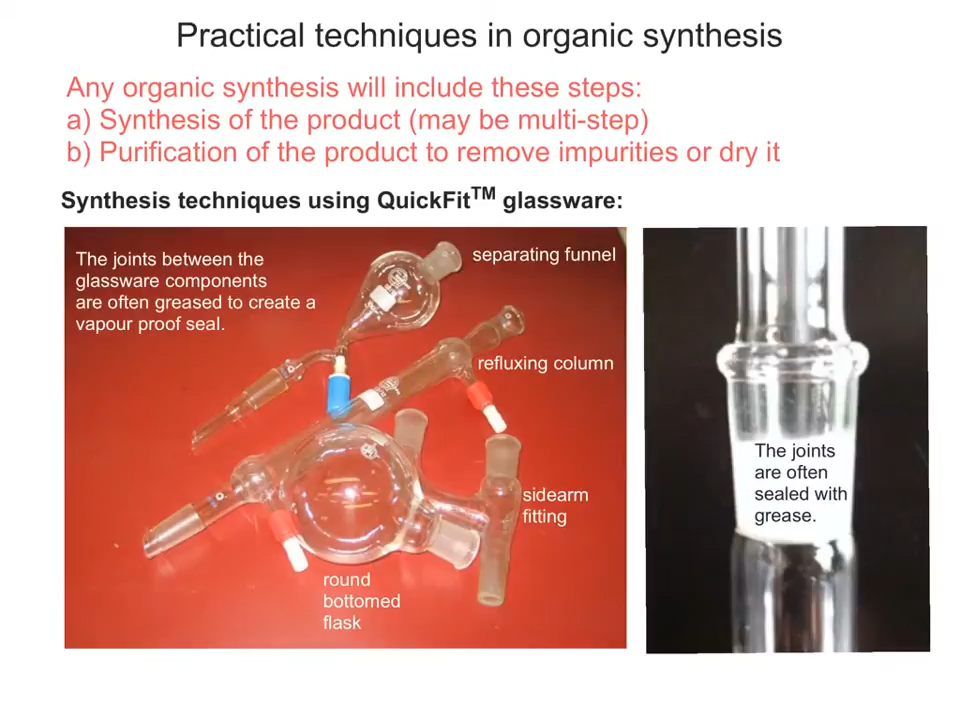 Practical techniques in organic synthesis
Any organic synthesis will include these steps:
a) Synthesis of the product (may be multi-step)
b) Purification of the product to remove impurities or dry it
Synthesis techniques using QuickFit™ glassware:
The joints between the
glassware components
are often greased to create a
vapour proof seal.
separating funnel
refluxing column
sidearm
fitting
round
bottomed
flask
The joints
are often
sealed with
grease.